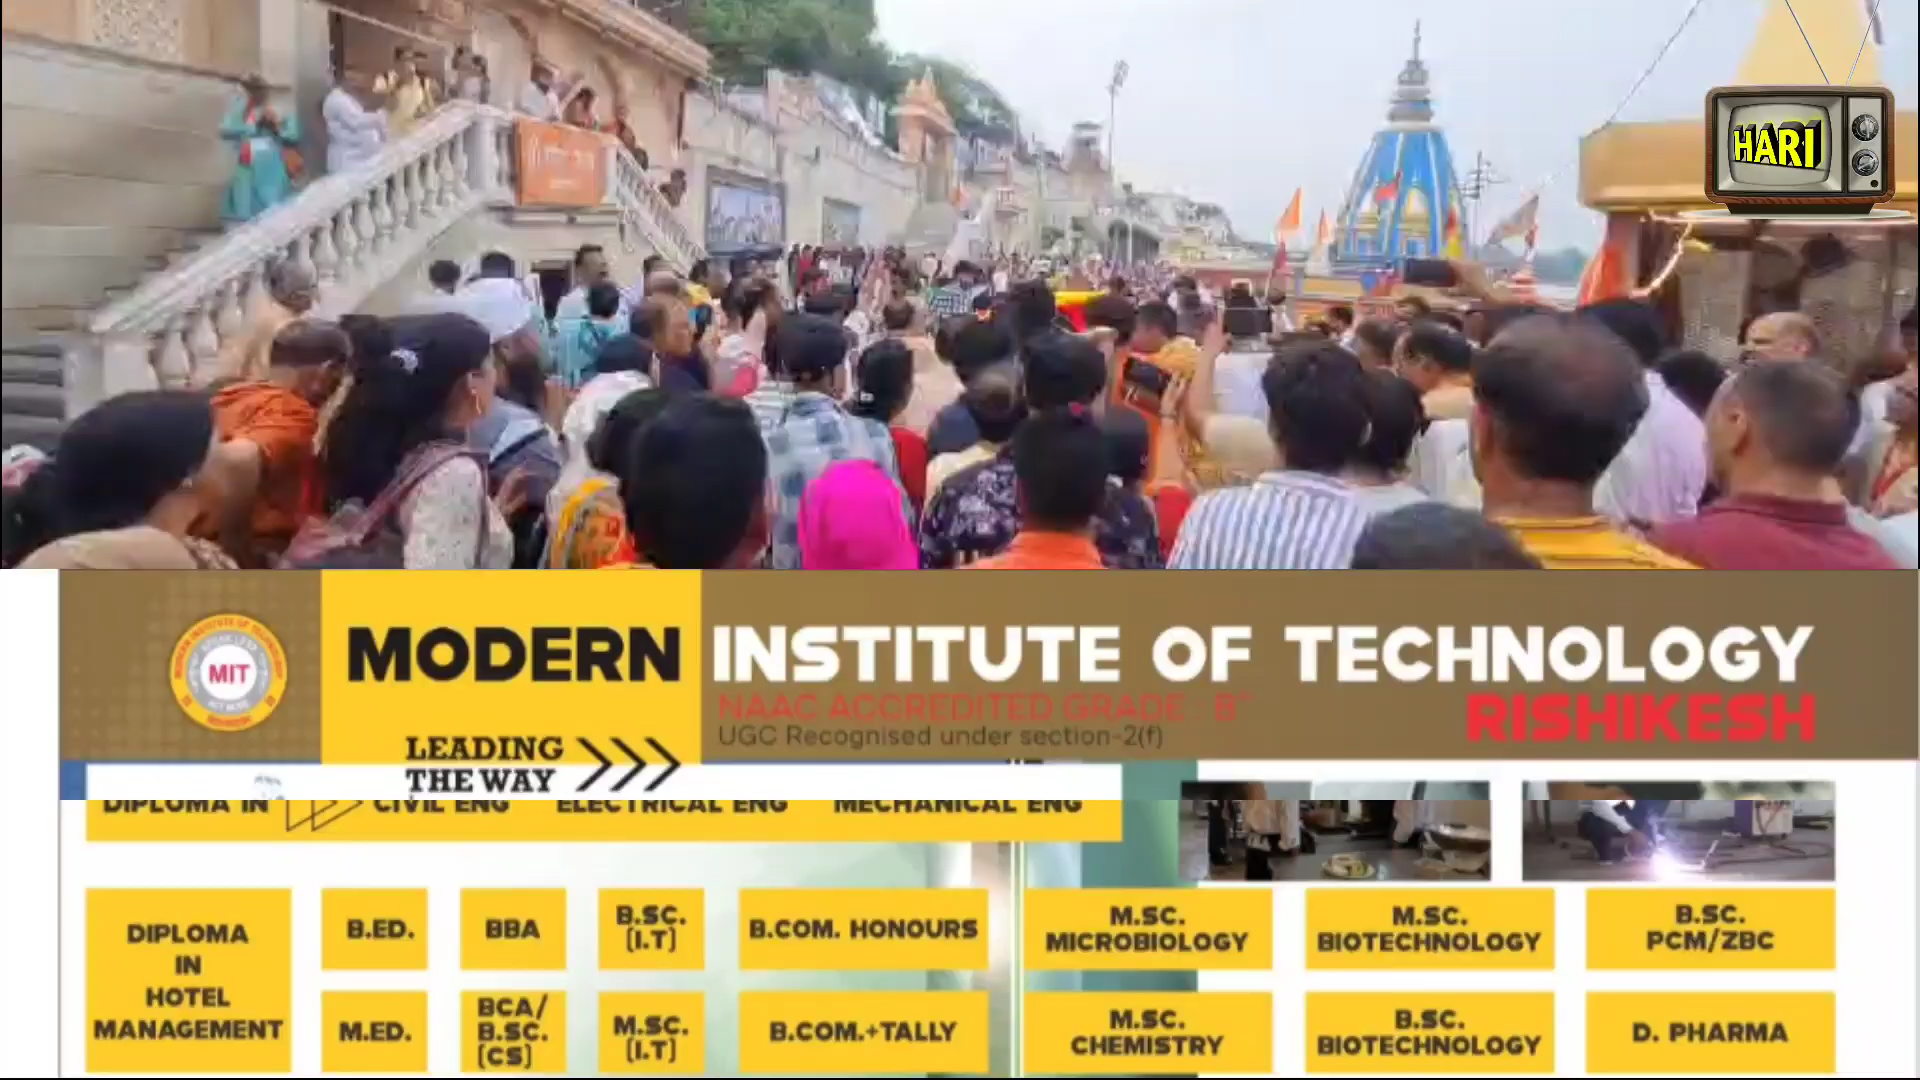 HARI
MODERN INSTITUTE OF TECHNOLOGY
NAAC ACCREDITED GRADE : B+
RISHIKESH
UGC Recognised under section-2(f)
MIT
LEADING
THE WAY
DIPLOMA IN CIVIL ENG ELECTRICAL ENG MECHANICAL ENG
DIPLOMA
IN
HOTEL
MANAGEMENT
B.ED.
BBA
B.SC.
(I.T)
B.COM. HONOURS
M.SC.
MICROBIOLOGY
M.SC.
BIOTECHNOLOGY
B.SC.
PCM/ZBC
M.ED.
BCA/
B.SC.
(CS)
M.SC.
(I.T)
B.COM.+TALLY
M.SC.
CHEMISTRY
B.SC.
BIOTECHNOLOGY
D. PHARMA